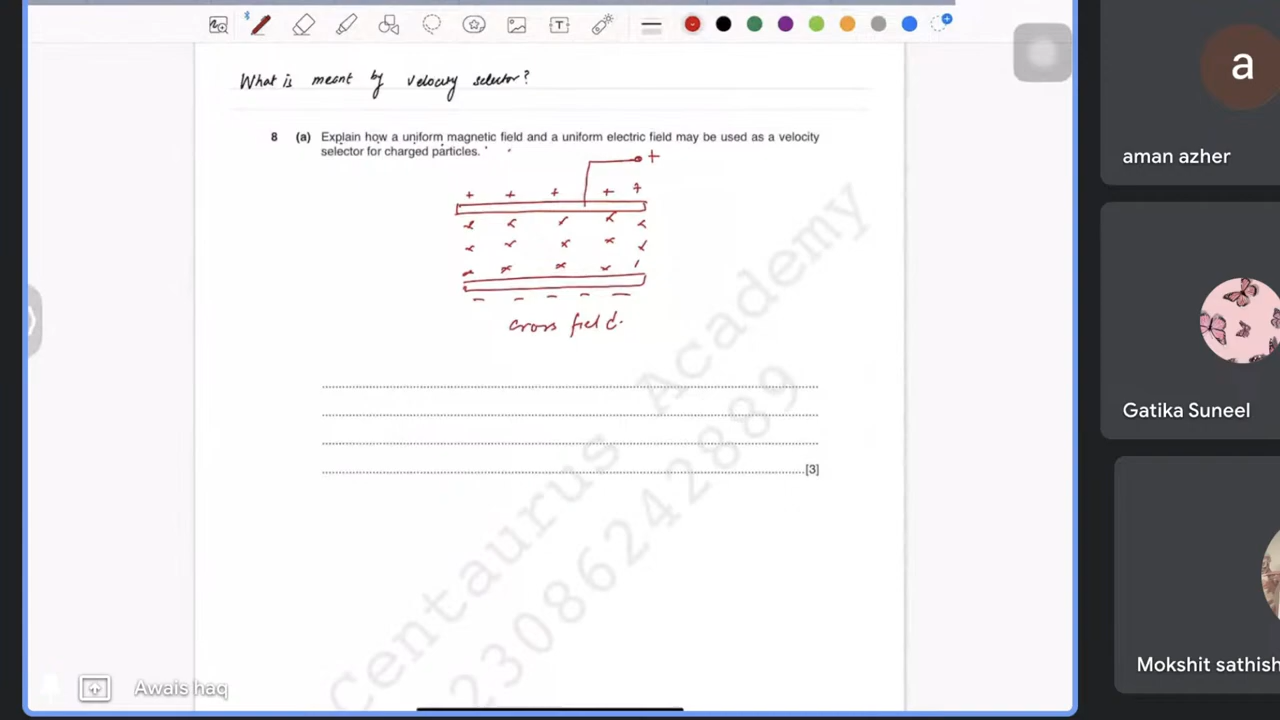 What is meant by velocity selector?
8 (a) Explain how a uniform magnetic field and a uniform electric field may be used as a velocity
selector for charged particles.
+
+ + + + +
- - - - -
cross field.
[3]
Centaurus Academy
923086242889
Awais haq
a
aman azher
Gatika Suneel
Mokshit sathish
T